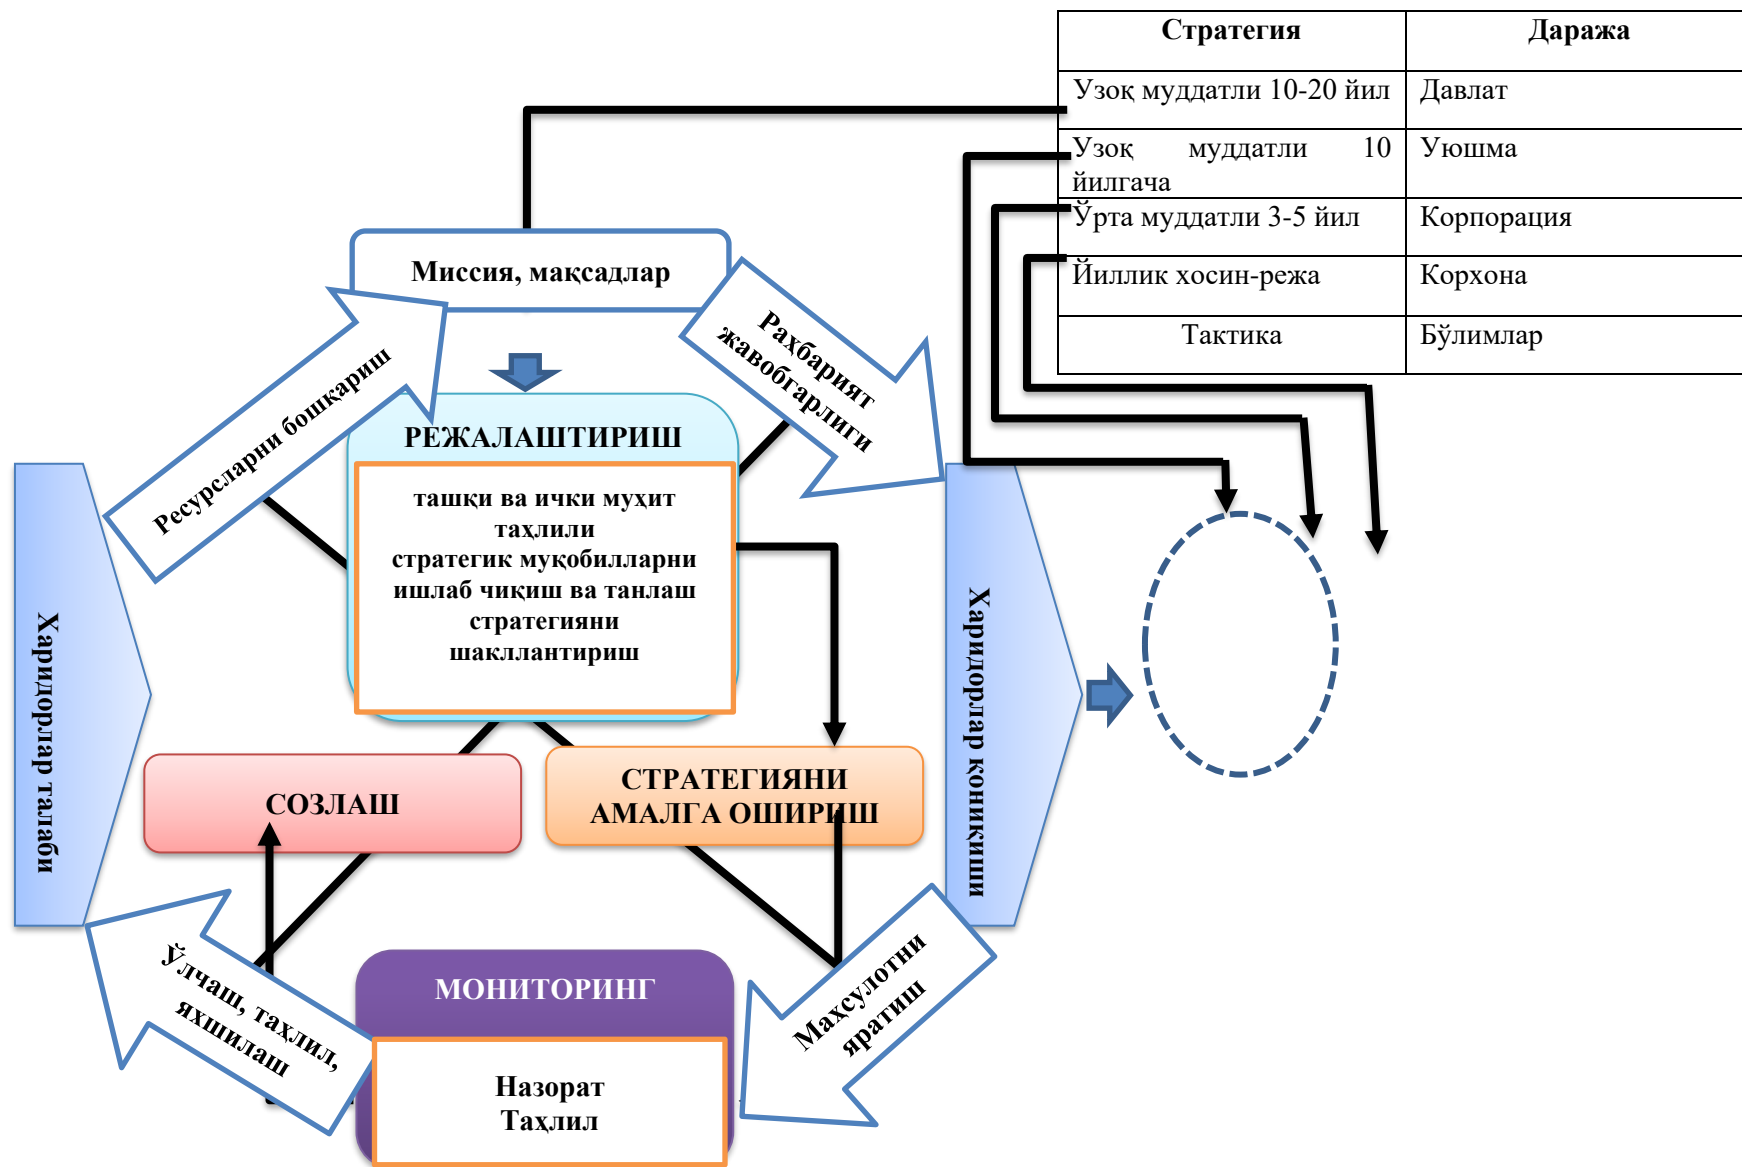 Стратегия Даража
Узоқ муддатли 10-20 йил Давлат
Узоқ муддатли 10 Уюшма
йилгача
Ўрта муддатли 3-5 йил Корпорация
Йиллик хосин-режа Корхона
Тактика Бўлимлар
Миссия, мақсадлар
Ресурсларни бошқариш
Раҳбарият
жавобгарлиги
РЕЖАЛАШТИРИШ
ташқи ва ички муҳит
таҳлили
стратегик муқобилларни
ишлаб чиқиш ва танлаш
стратегияни
шакллантириш
Харидорлар талаби
Харидорлар қониқиши
СОЗЛАШ
СТРАТЕГИЯНИ
АМАЛГА ОШИРИШ
Ўлчаш, таҳлил,
яхшилаш
МОНИТОРИНГ
Назорат
Таҳлил
Маҳсулотни
яратиш